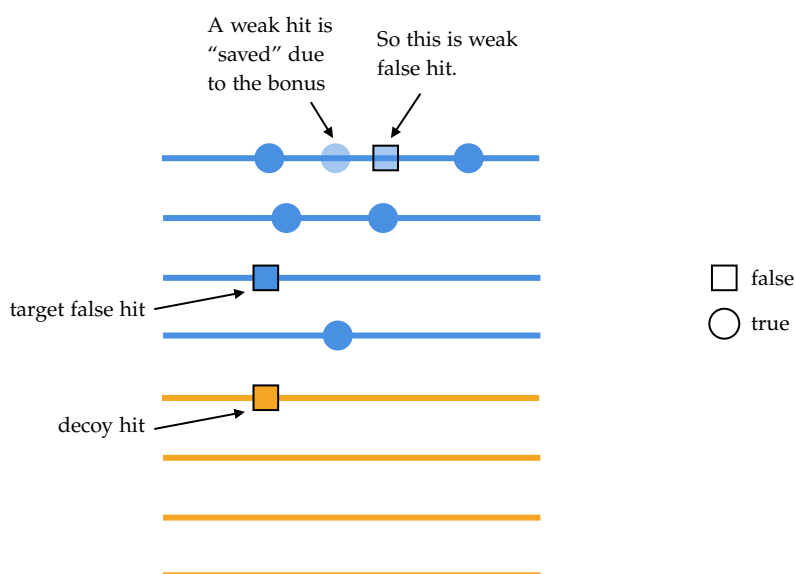 A weak hit is
“saved” due
to the bonus
So this is weak
false hit.
target false hit
decoy hit
false
true